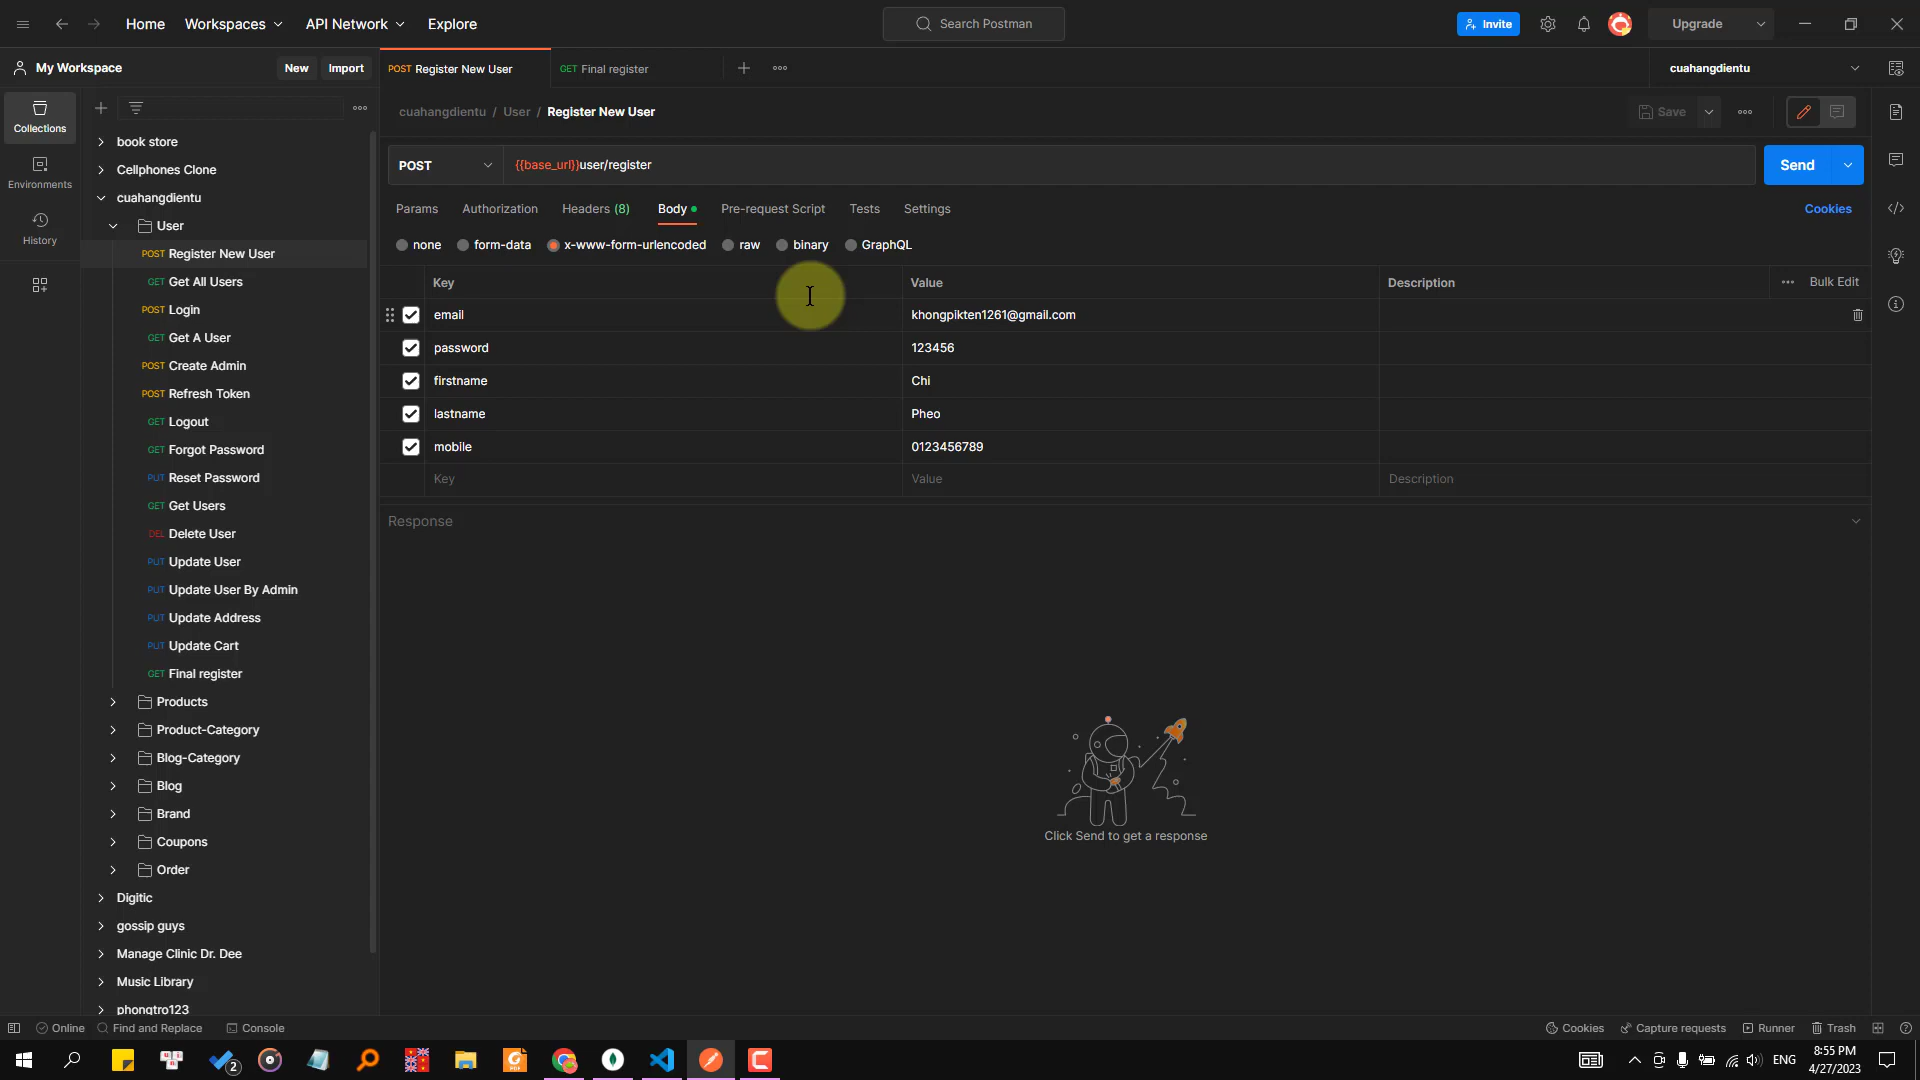 Home Workspaces API Network Explore Search Postman Invite Upgrade
My Workspace New Import POST Register New User GET Final register cuahangdientu
cuahangdientu / User / Register New User Save
Collections
Environments
History
book store
Cellphones Clone
cuahangdientu
User
POST Register New User
GET Get All Users
POST Login
GET Get A User
POST Create Admin
POST Refresh Token
GET Logout
GET Forgot Password
PUT Reset Password
GET Get Users
DEL Delete User
PUT Update User
PUT Update User By Admin
PUT Update Address
PUT Update Cart
GET Final register
Products
Product-Category
Blog-Category
Blog
Brand
Coupons
Order
Digitic
gossip guys
Manage Clinic Dr. Dee
Music Library
phongtro123
POST {{base_url}}user/register Send
Params Authorization Headers (8) Body Pre-request Script Tests Settings Cookies
none form-data x-www-form-urlencoded raw binary GraphQL
Key Value Description Bulk Edit
email khongpikten1261@gmail.com
password 123456
firstname Chi
lastname Pheo
mobile 0123456789
Key Value Description
Response
Click Send to get a response
Online Find and Replace Console Cookies Capture requests Runner Trash
2 ENG 8:55 PM
4/27/2023